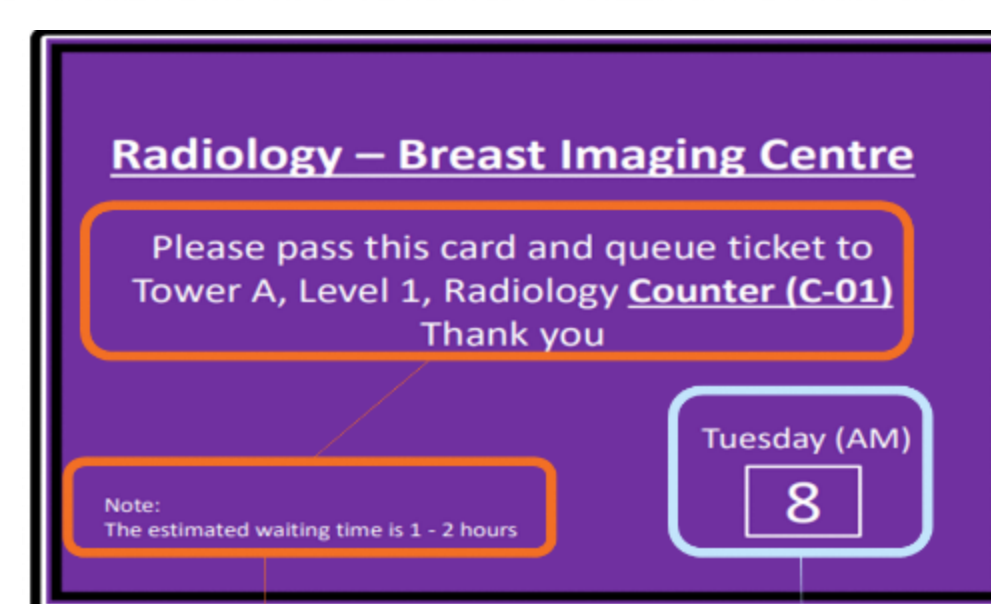 Radiology – Breast Imaging Centre
Please pass this card and queue ticket to
Tower A, Level 1, Radiology Counter (C-01)
Thank you
Tuesday (AM)
8
Note:
The estimated waiting time is 1 - 2 hours